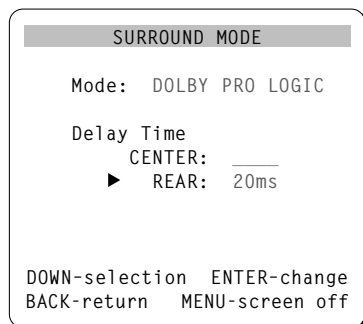 SURROUND MODE
Mode: DOLBY PRO LOGIC
Delay Time
CENTER: ____
▶ REAR: 20ms
DOWN-selection ENTER-change
BACK-return MENU-screen off